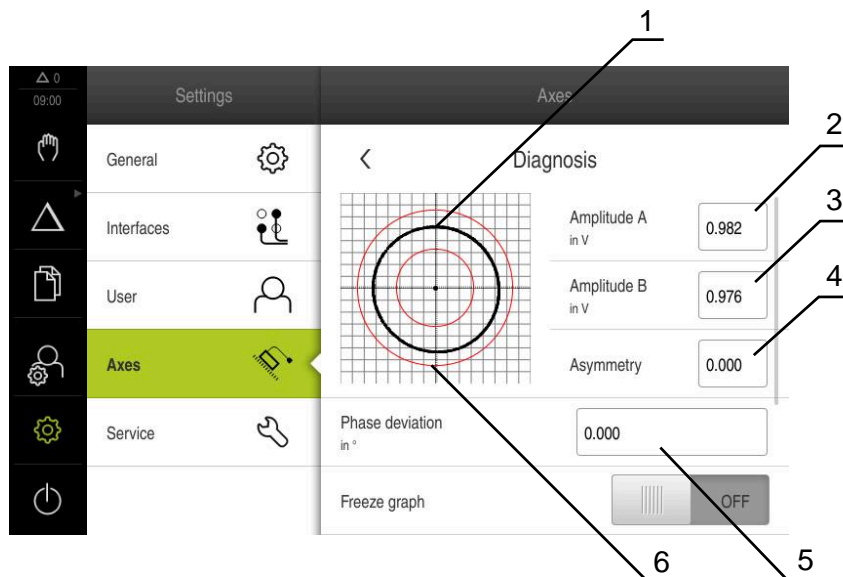 1
△ 0
09:00
Settings
Axes
General
Interfaces
User
Axes
Service
Diagnosis
Amplitude A
in V
0.982
2
Amplitude B
in V
0.976
3
Asymmetry
0.000
4
Phase deviation
in °
0.000
Freeze graph
OFF
6
5